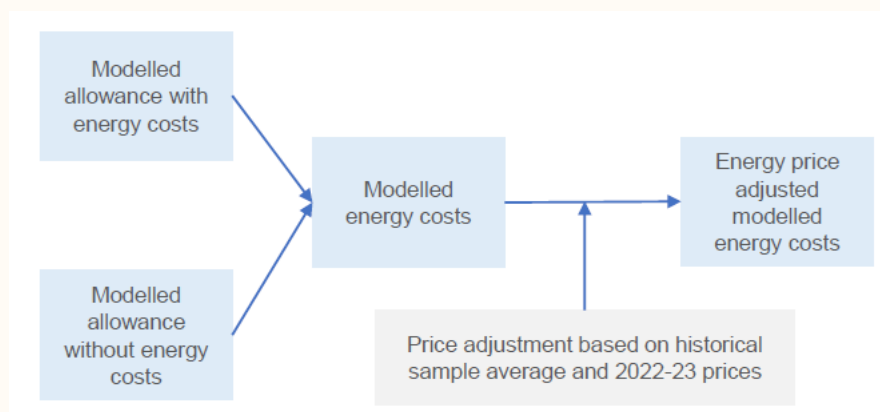 Modelled
allowance with
energy costs
Modelled
energy costs
Energy price
adjusted
modelled
energy costs
Modelled
allowance
without energy
costs
Price adjustment based on historical
sample average and 2022-23 prices